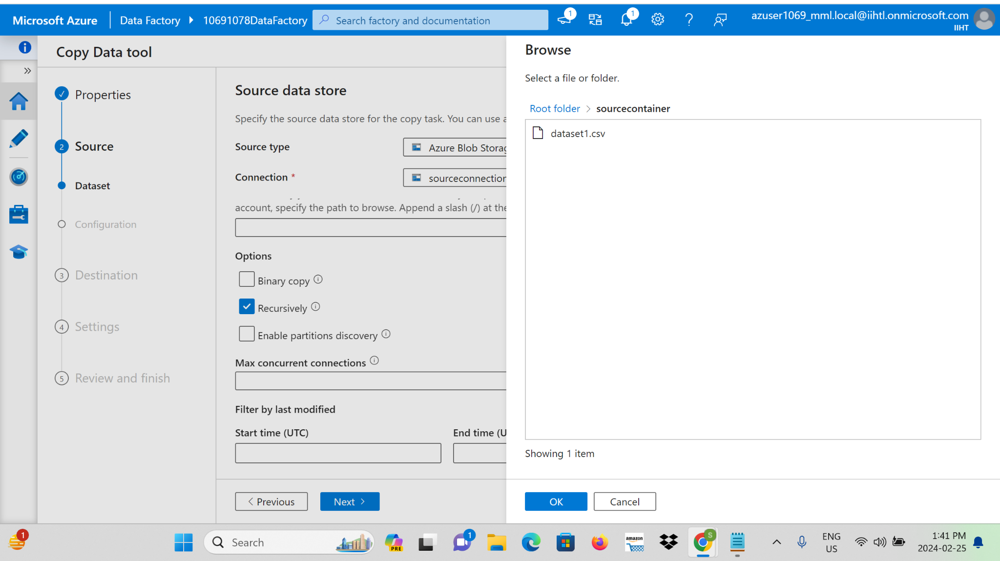 Microsoft Azure | Data Factory 10691078DataFactory Search factory and documentation 1 1 azuser1069_mml.local@iihtl.onmicrosoft.com
IIHT
Copy Data tool
Properties
2 Source
Dataset
Configuration
3 Destination
4 Settings
5 Review and finish
Source data store
Specify the source data store for the copy task. You can use
Source type Azure Blob Storag
Connection * sourceconnection
account, specify the path to browse. Append a slash (/) at the
Options
Binary copy
Recursively
Enable partitions discovery
Max concurrent connections
Filter by last modified
Start time (UTC) End time (U
< Previous Next >
Browse
Select a file or folder.
Root folder > sourcecontainer
dataset1.csv
Showing 1 item
OK Cancel
1 Search PRE 1 amazon S ENG
US
1:41 PM
2024-02-25